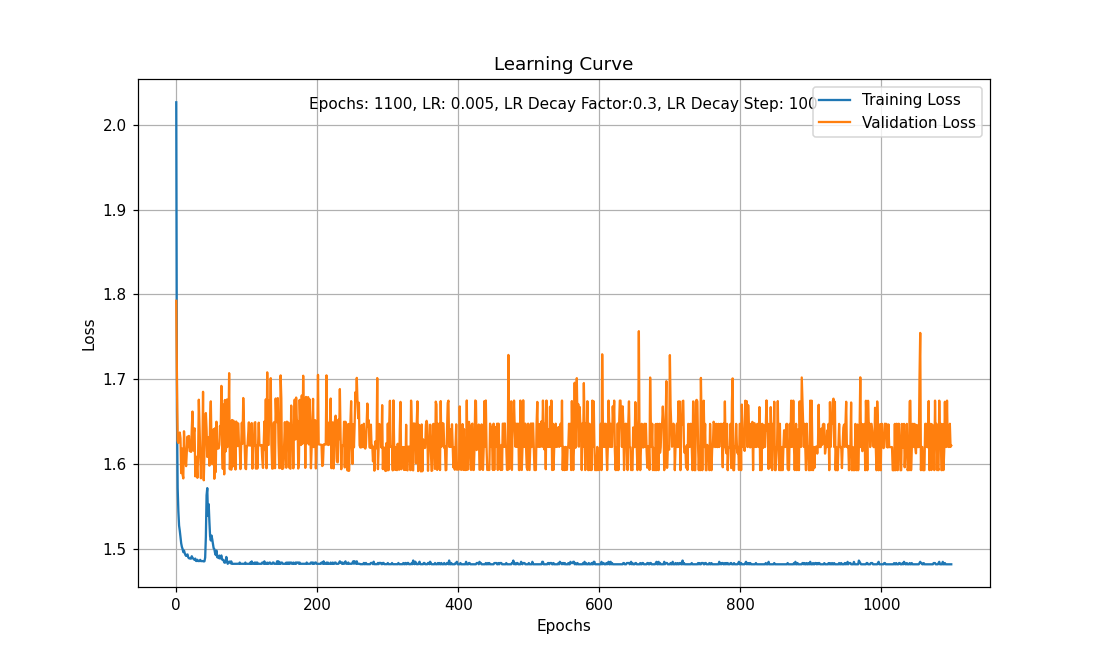 Learning Curve
Epochs: 1100, LR: 0.005, LR Decay Factor:0.3, LR Decay Step: 100
Training Loss
Validation Loss
2.0
1.9
1.8
1.7
1.6
1.5
Loss
0 200 400 600 800 1000
Epochs